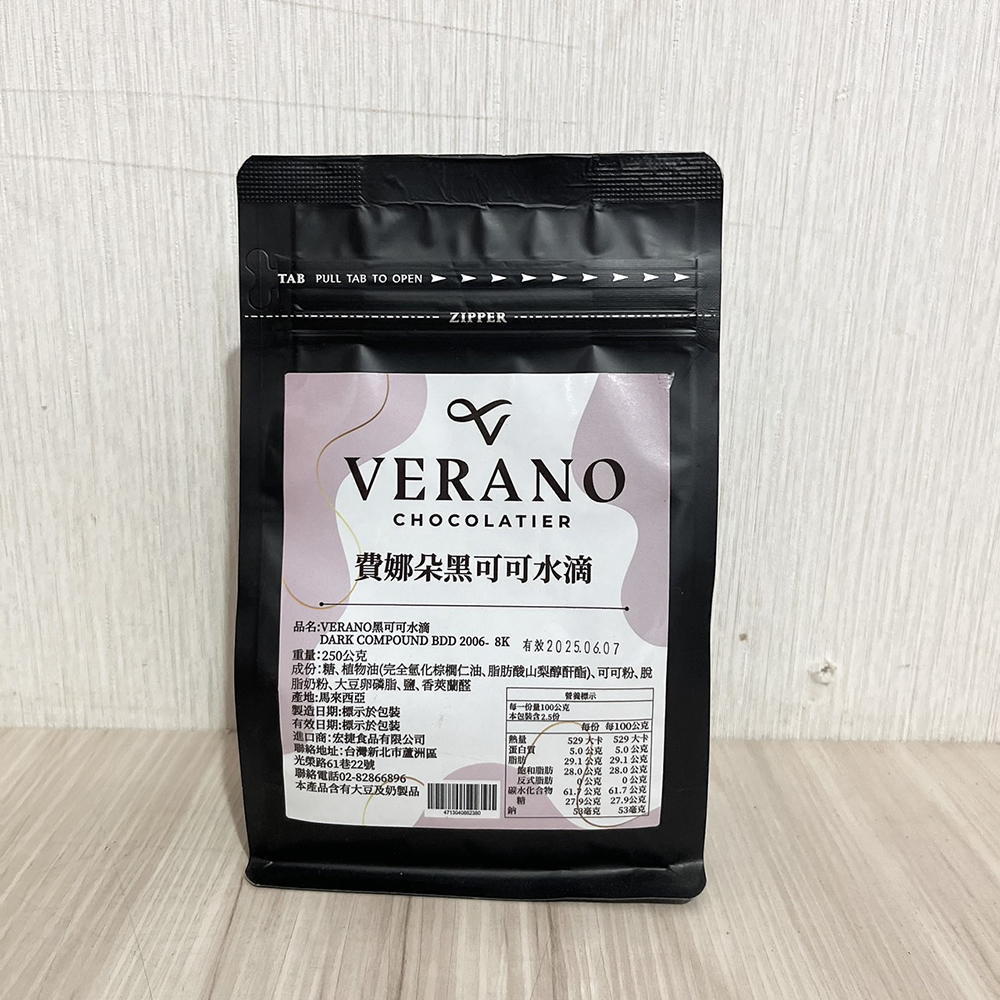 TAB PULL TAB TO OPEN
ZIPPER
VERANO
CHOCOLATIER
費娜朵黑可可水滴
品名:VERANO黑可可水滴
DARK COMPOUND BDD 2006- 8K
有效2025.06.07
重量:250公克
成份:糖、植物油(完全氫化棕櫚仁油、脂肪酸山梨醇酐酯)、可可粉、脫
脂奶粉、大豆卵磷脂、鹽、香莢蘭醛
產地:馬來西亞
製造日期:標示於包裝
有效日期:標示於包裝
進口商:宏捷食品有限公司
聯絡地址:台灣新北市蘆洲區
光榮路61巷22號
聯絡電話02-82866896
本產品含有大豆及奶製品
4713040862380
營養標示
每一份量100公克
本包裝含2.5份
每份 每100公克
熱量 529 大卡 529 大卡
蛋白質 5.0 公克 5.0 公克
脂肪 29.1 公克 29.1 公克
飽和脂肪 28.0 公克 28.0 公克
反式脂肪 0 公克 0 公克
碳水化合物 61.7 公克 61.7 公克
糖 27.9公克 27.9公克
鈉 53毫克 53毫克